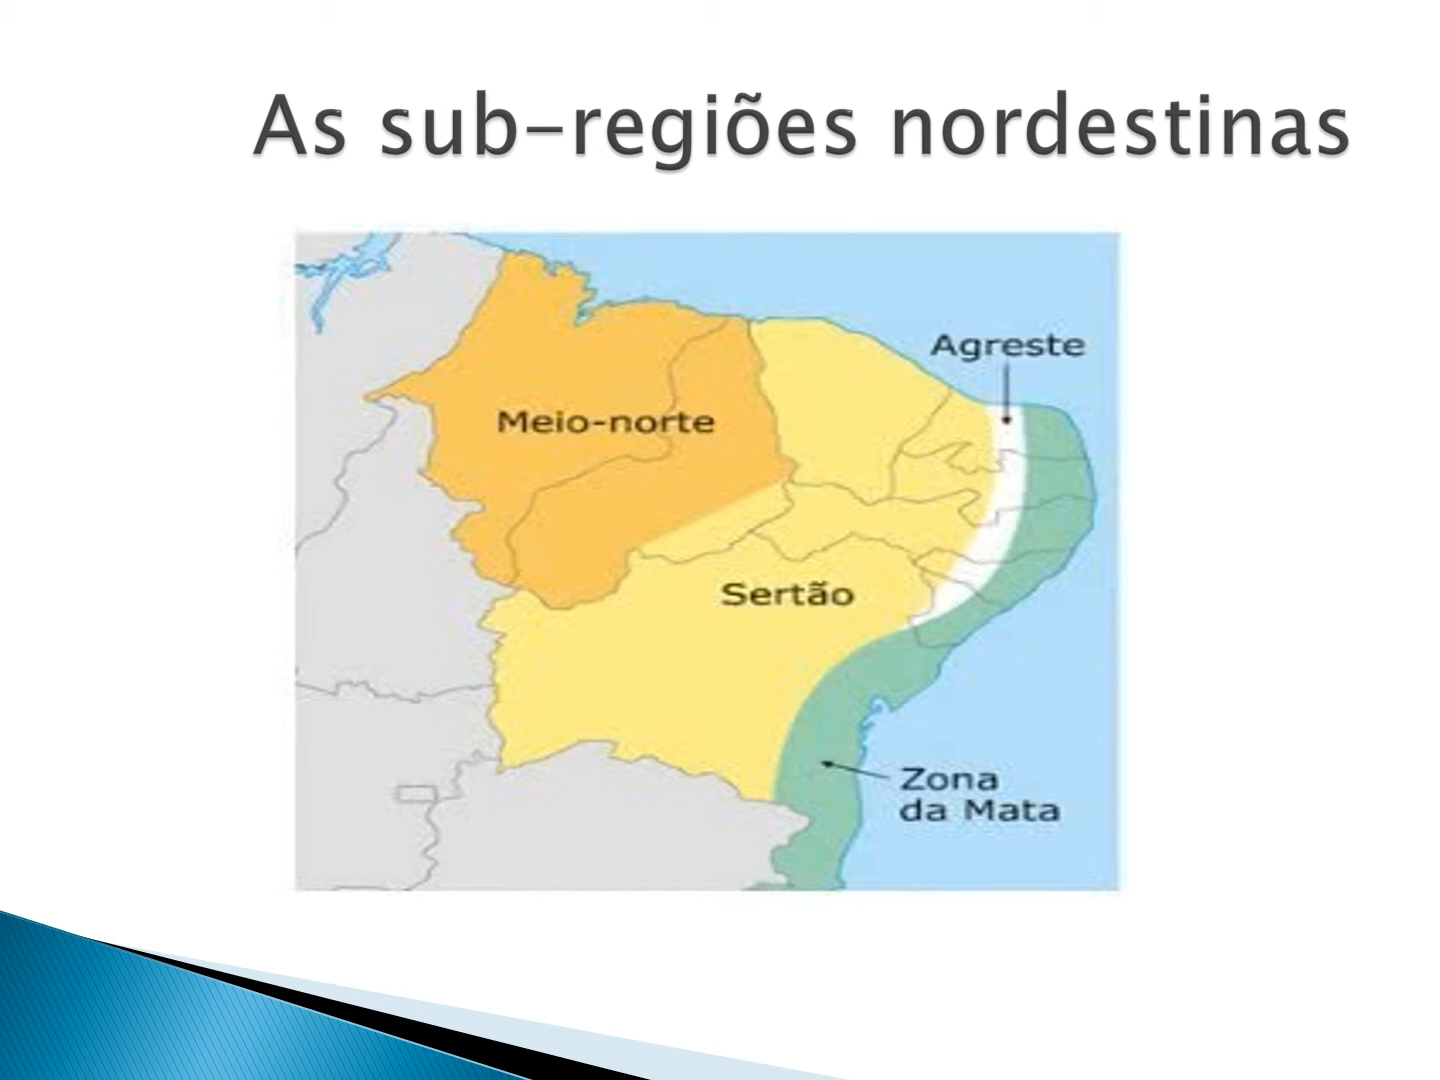 As sub-regiões nordestinas
Agreste
Meio-norte
Sertão
Zona
da Mata